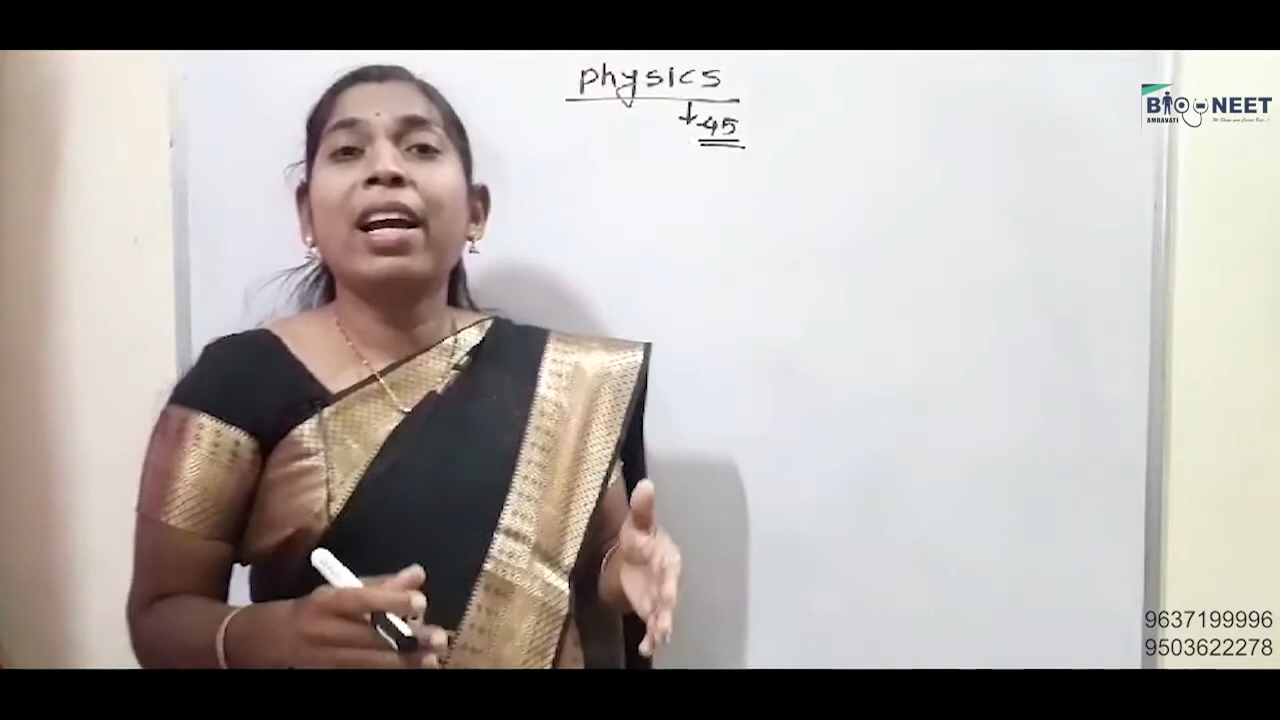 physics
45
BIO NEET
AMRAVATI
9637199996
9503622278